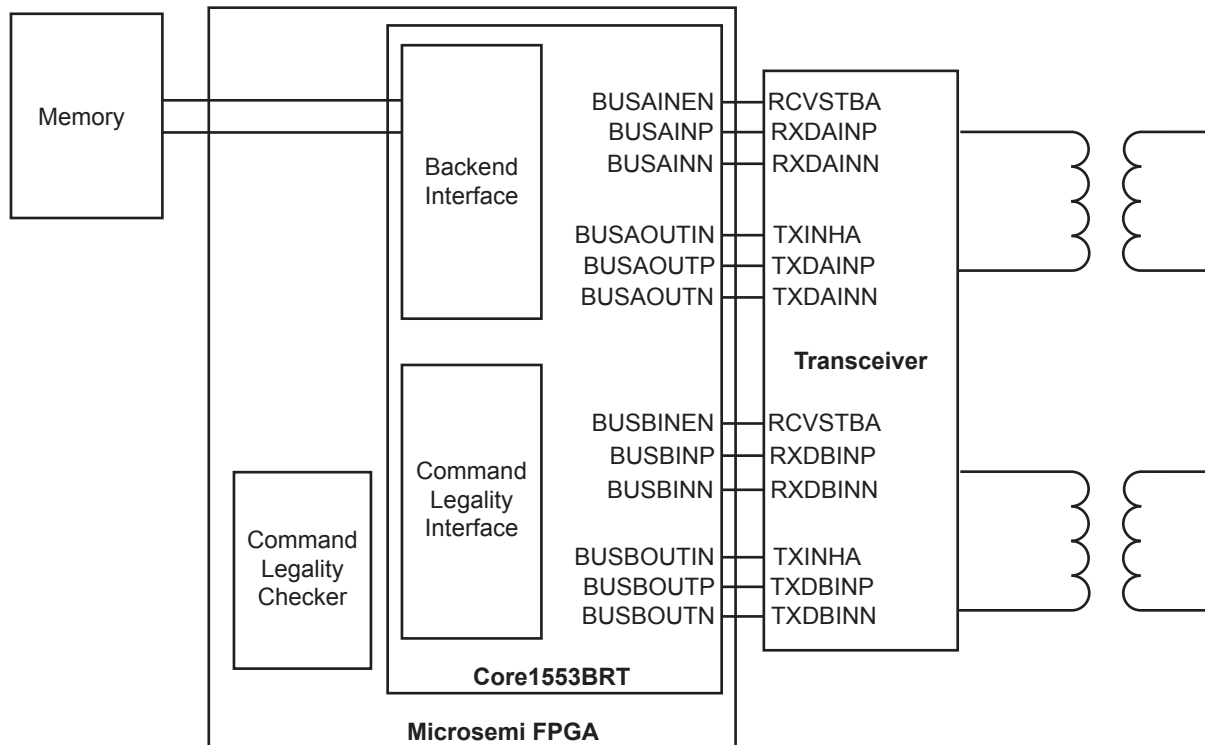 Memory
Backend
Interface
BUSAINEN
BUSAINP
BUSAINN
BUSAOUTIN
BUSAOUTP
BUSAOUTN
RCVSTBA
RXDAINP
RXDAINN
TXINHA
TXDAINP
TXDAINN
Transceiver
Command
Legality
Interface
Command
Legality
Checker
BUSBINEN
BUSBINP
BUSBINN
BUSBOUTIN
BUSBOUTP
BUSBOUTN
RCVSTBA
RXDBINP
RXDBINN
TXINHA
TXDBINP
TXDBINN
Core1553BRT
Microsemi FPGA